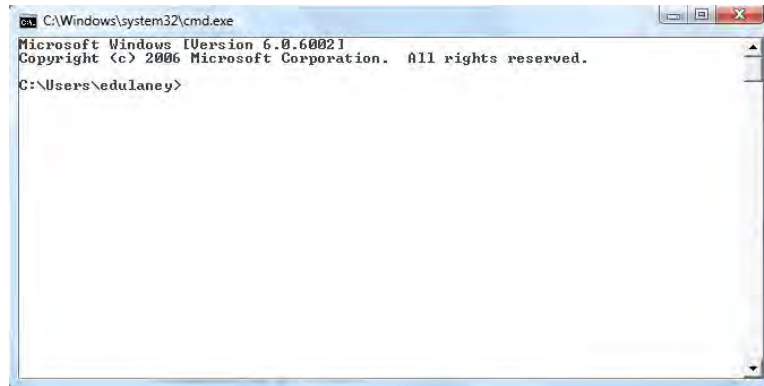 C:\Windows\system32\cmd.exe
Microsoft Windows [Version 6.0.6002]
Copyright (c) 2006 Microsoft Corporation.  All rights reserved.
C:\Users\edulaney>